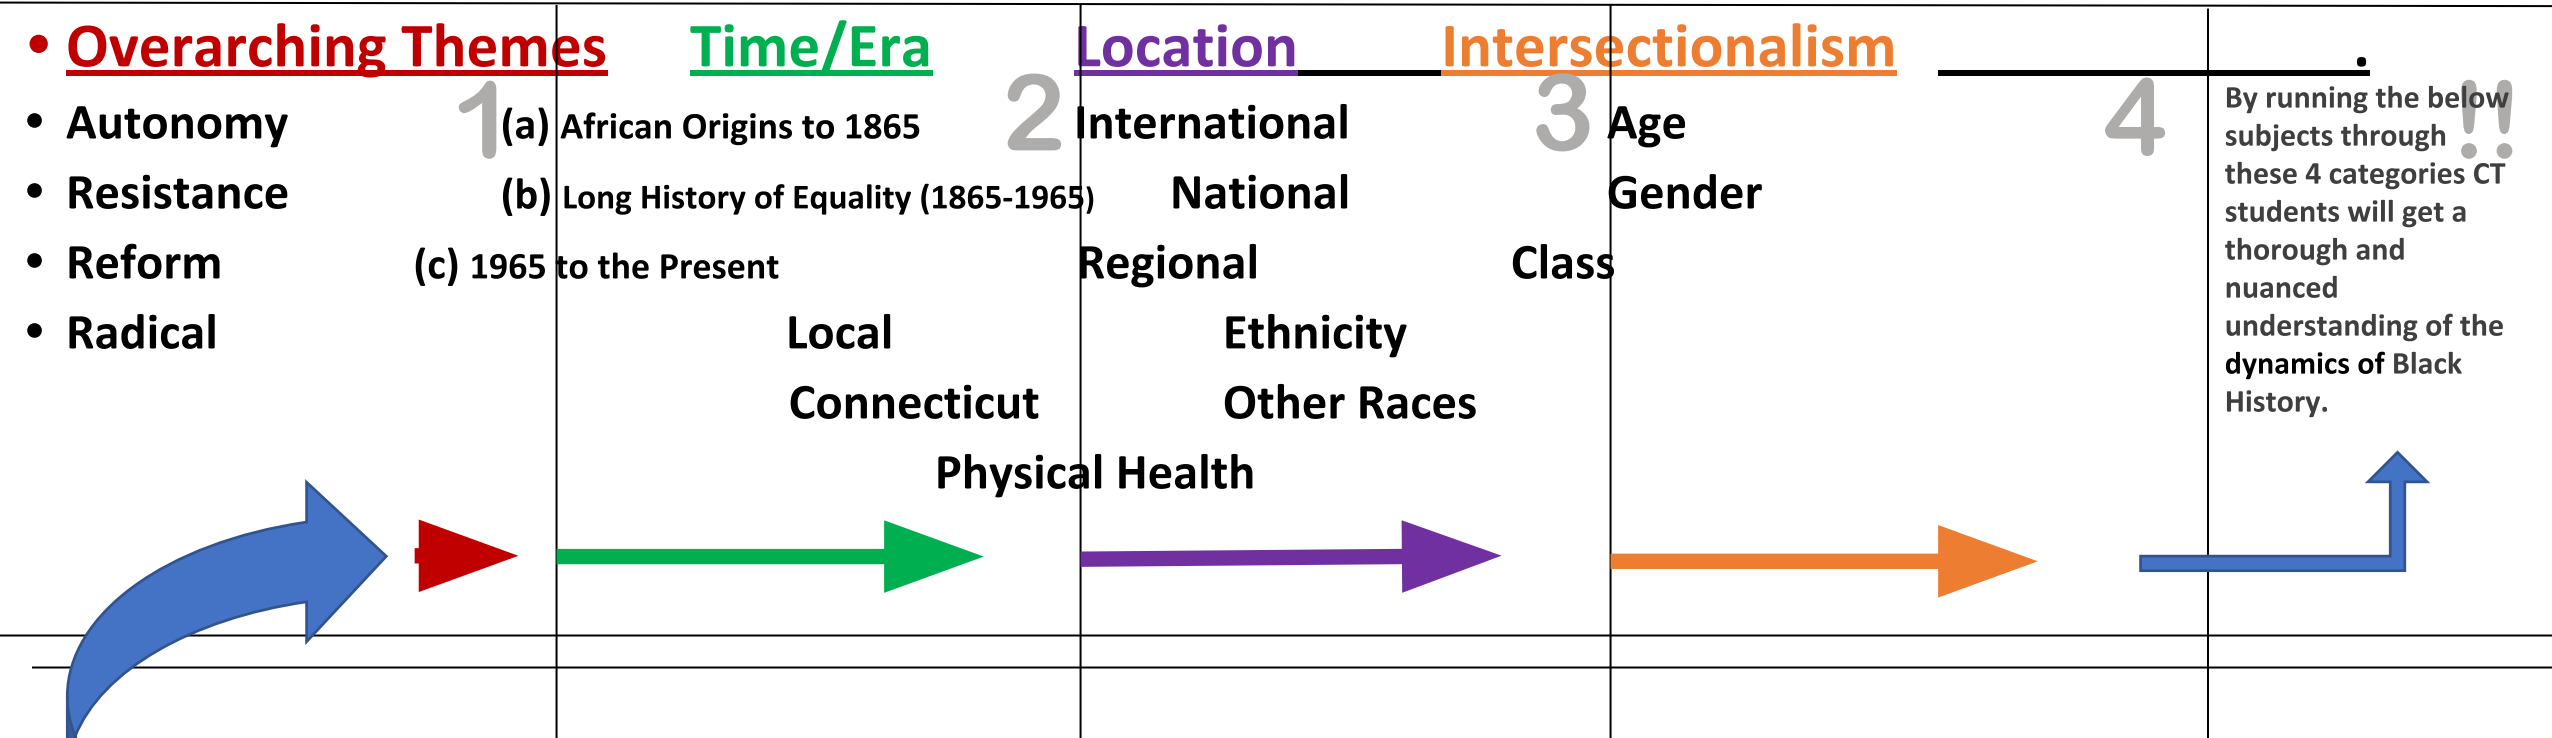 • Overarching Themes Time/Era Location Intersectionalism .
1 2 3 4 !!
• Autonomy (a) African Origins to 1865 International Age
• Resistance (b) Long History of Equality (1865-1965) National Gender
• Reform (c) 1965 to the Present Regional Class
• Radical Local Ethnicity
Connecticut Other Races
Physical Health
By running the below
subjects through
these 4 categories CT
students will get a
thorough and
nuanced
understanding of the
dynamics of Black
History.